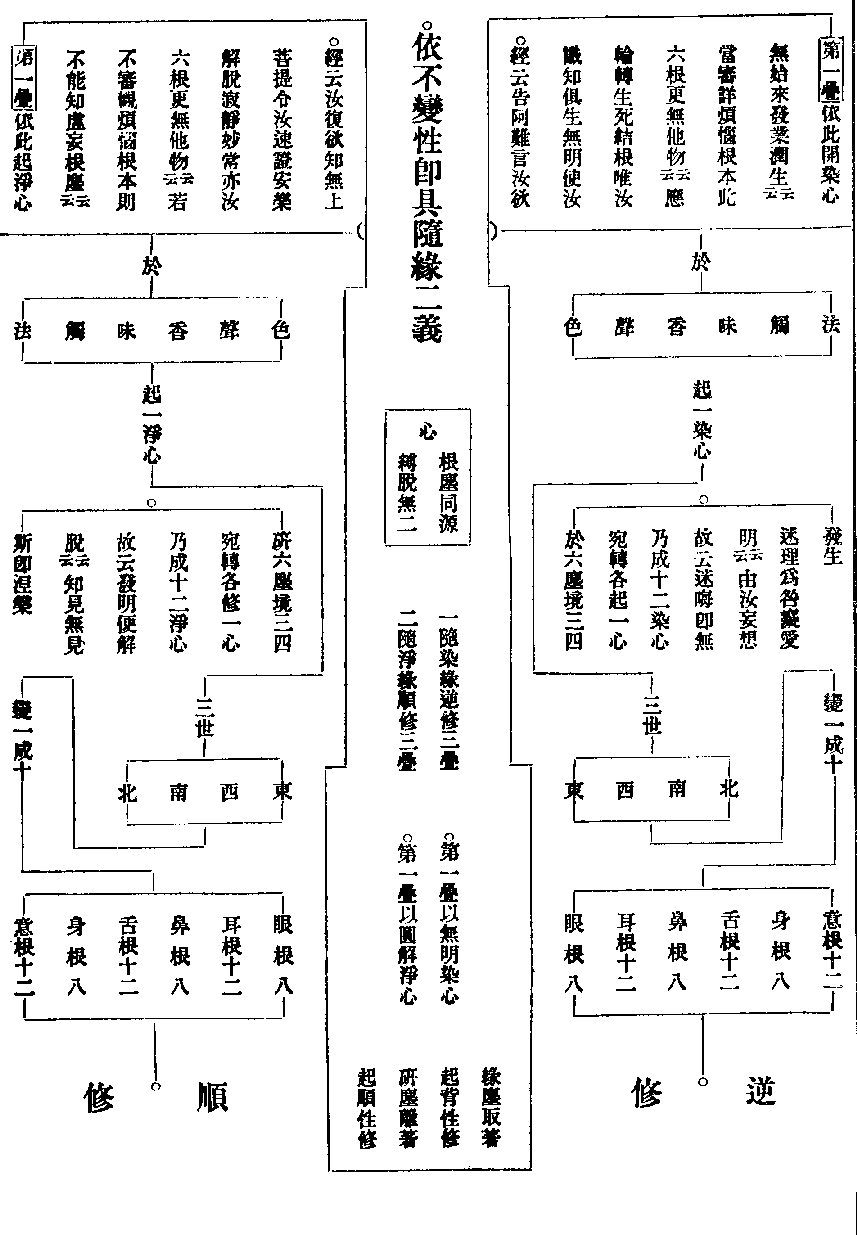 第一疊依此開染心
無始來發業潤生云云
當審詳煩惱根本此
六根更無他物云云應
輪轉生死結根唯汝
識知俱生無明使汝
經云告阿難言汝欲
於
法
觸
味
香
聲
色
起一染心
發生
迷理為咎癡愛
明云云由汝妄想
故云迷晦即無
乃成十二染心
宛轉各起一心
於六塵境三四
三世
北
南
西
東
變一成十
意根十二
身根八
舌根十二
鼻根八
耳根十二
眼根八
逆修
依不變性即具隨緣二義
心
根塵同源
縛脫無二
一隨染緣逆修三疊
二隨淨緣順修三疊
第一疊以無明染心
第一疊以圓解淨心
緣塵取著
起背性修
研塵離著
起順性修
經云汝復欲知無上
菩提令汝速證安樂
解脫寂靜妙常亦汝
六根更無他物云云若
不審觀煩惱根本則
不能知虛妄根塵云云
第一疊依此起淨心
於
色
聲
香
味
觸
法
起一淨心
研六塵境三四
宛轉各修一心
乃成十二淨心
故云發明便解
脫云云知見無見
斯即涅槃
三世
東
西
南
北
變一成十
眼根八
耳根十二
鼻根八
舌根十二
身根八
意根十二
順修